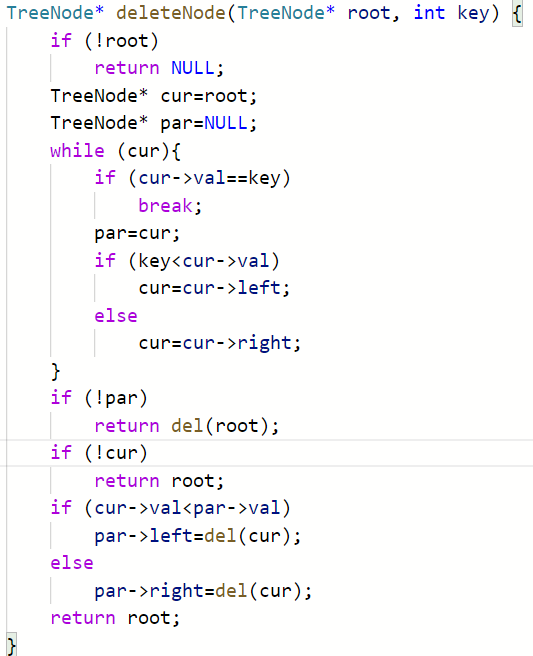 TreeNode* deleteNode(TreeNode* root, int key) {
    if (!root)
        return NULL;
    TreeNode* cur=root;
    TreeNode* par=NULL;
    while (cur){
        if (cur->val==key)
            break;
        par=cur;
        if (key<cur->val)
            cur=cur->left;
        else
            cur=cur->right;
    }
    if (!par)
        return del(root);
    if (!cur)
        return root;
    if (cur->val<par->val)
        par->left=del(cur);
    else
        par->right=del(cur);
    return root;
}